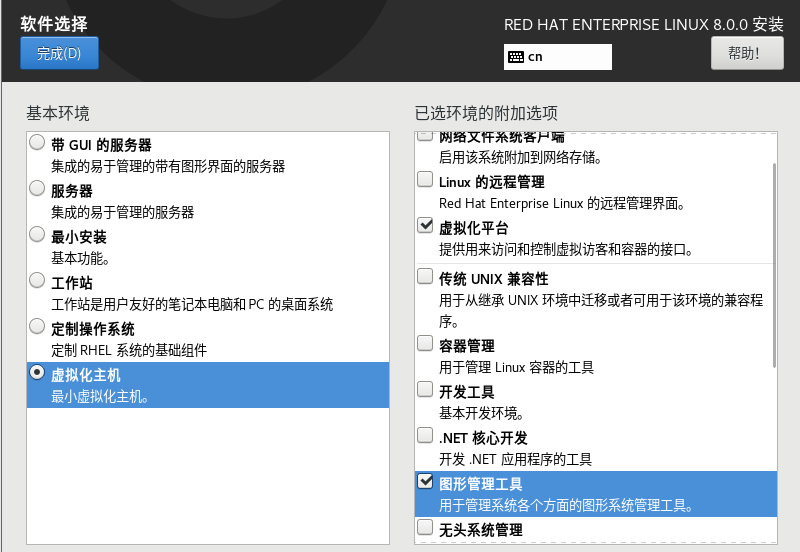 软件选择
RED HAT ENTERPRISE LINUX 8.0.0 安装
完成(D)
cn
帮助!
基本环境
带 GUI 的服务器
集成的易于管理的带有图形界面的服务器
服务器
集成的易于管理的服务器
最小安装
基本功能。
工作站
工作站是用户友好的笔记本电脑和 PC 的桌面系统
定制操作系统
定制 RHEL 系统的基础组件
虚拟化主机
最小虚拟化主机。
已选环境的附加选项
网络文件系统客户端
启用该系统附加到网络存储。
Linux 的远程管理
Red Hat Enterprise Linux 的远程管理界面。
虚拟化平台
提供用来访问和控制虚拟访客和容器的接口。
传统 UNIX 兼容性
用于从继承 UNIX 环境中迁移或者可用于该环境的兼容程
序。
容器管理
用于管理 Linux 容器的工具
开发工具
基本开发环境。
.NET 核心开发
开发 .NET 应用程序的工具
图形管理工具
用于管理系统各个方面的图形系统管理工具。
无头系统管理